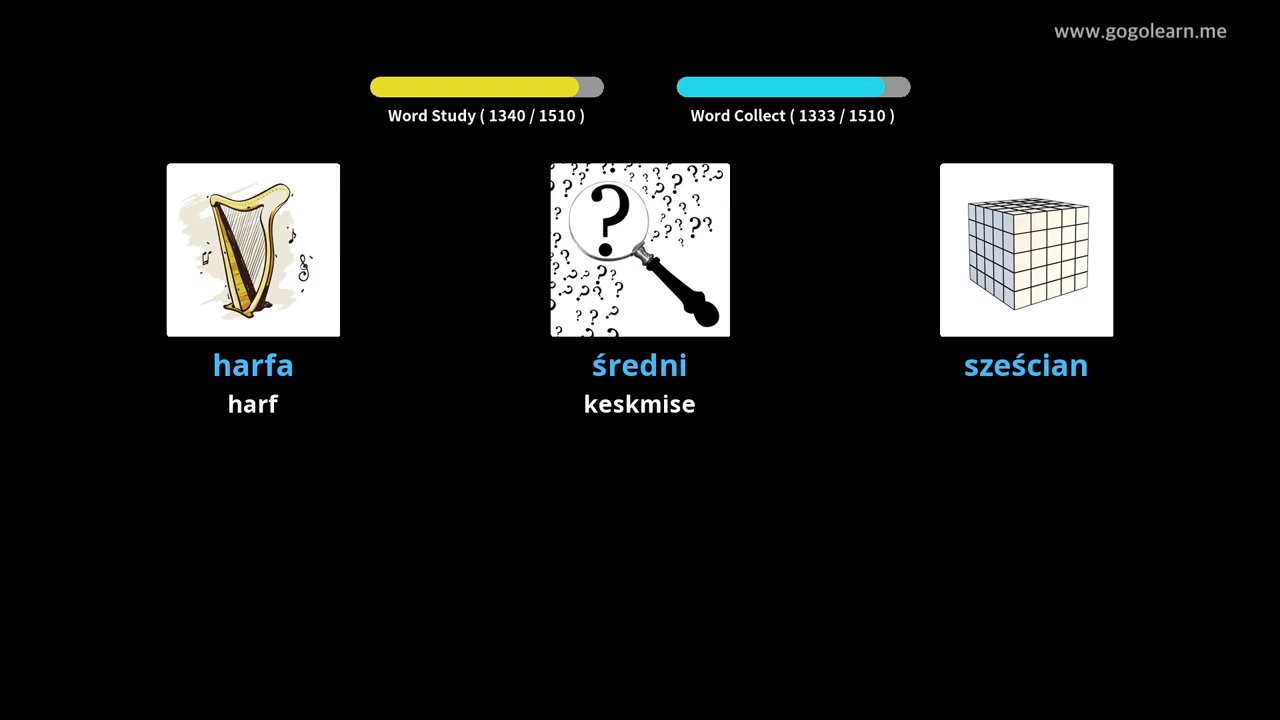 www.gogolearn.me
Word Study ( 1340 / 1510 )
Word Collect ( 1333 / 1510 )
harfa
harf
średni
keskmise
sześcian